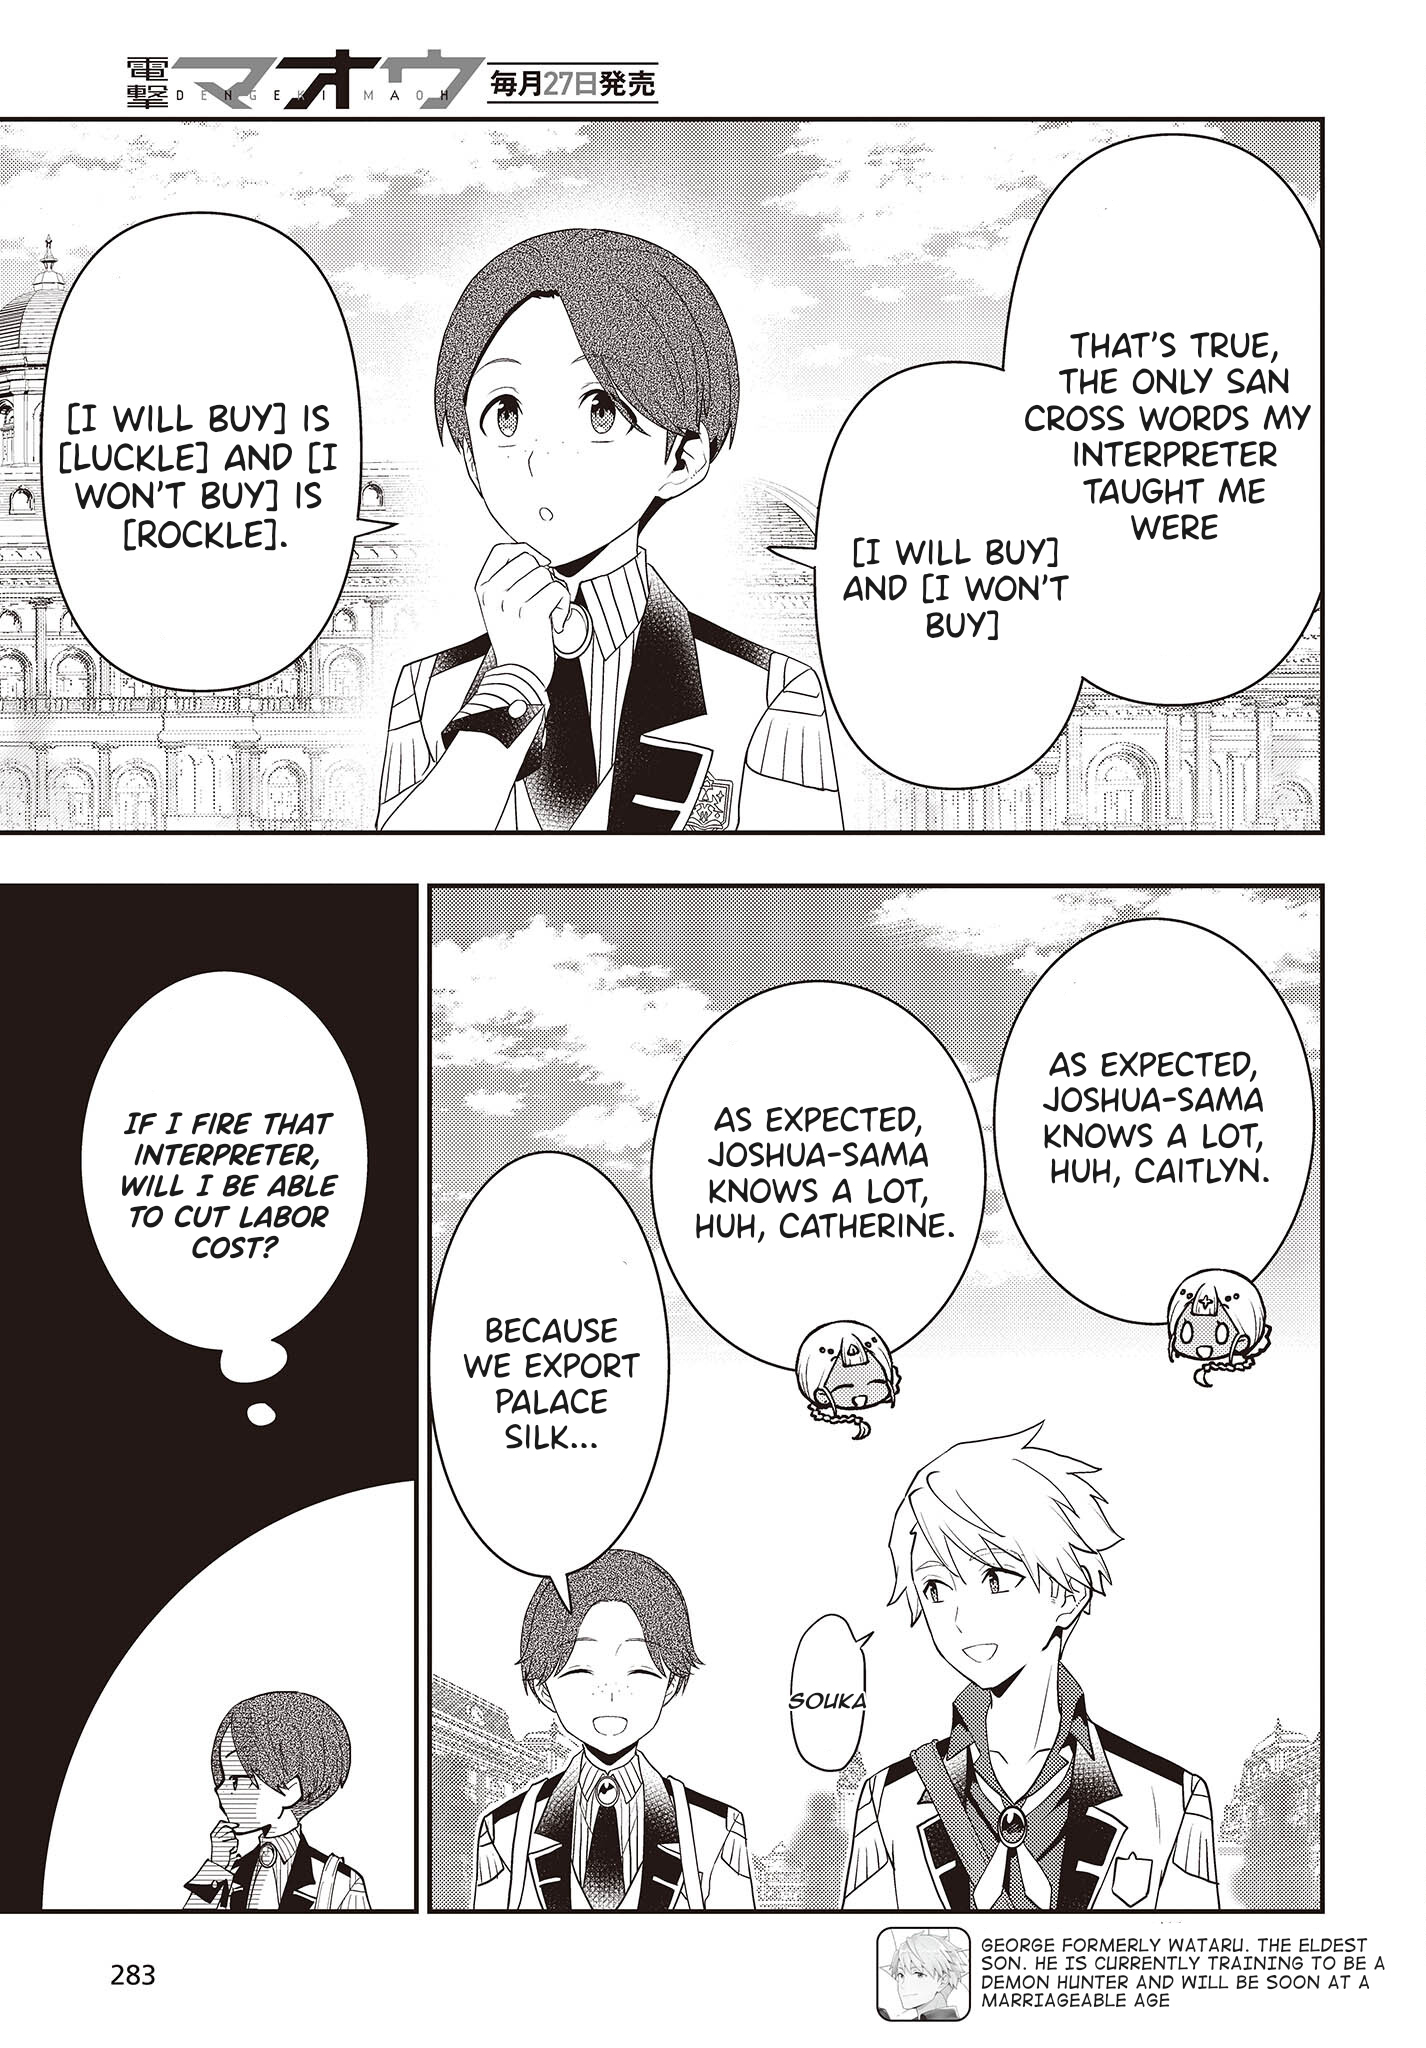 電撃マオウ
DENGEKI MAOH
毎月27日発売
THAT'S TRUE,
THE ONLY SAN
CROSS WORDS MY
INTERPRETER
TAUGHT ME
WERE
[I WILL BUY]
AND [I WON'T
BUY]
[I WILL BUY] IS
[LUCKLE] AND [I
WON'T BUY] IS
[ROCKLE].
AS EXPECTED,
JOSHUA-SAMA
KNOWS A LOT,
HUH, CAITLYN.
AS EXPECTED,
JOSHUA-SAMA
KNOWS A LOT,
HUH, CATHERINE.
BECAUSE
WE EXPORT
PALACE
SILK...
SOUKA
IF I FIRE THAT
INTERPRETER,
WILL I BE ABLE
TO CUT LABOR
COST?
GEORGE FORMERLY WATARU. THE ELDEST
SON. HE IS CURRENTLY TRAINING TO BE A
DEMON HUNTER AND WILL BE SOON AT A
MARRIAGEABLE AGE
283